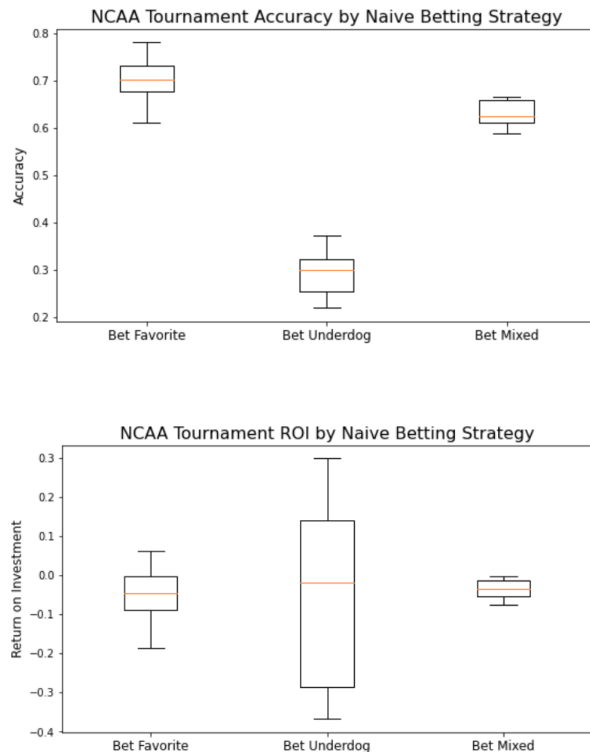 NCAA Tournament Accuracy by Naive Betting Strategy
0.8
0.7
0.6
0.5
0.4
0.3
0.2
Accuracy
Bet Favorite Bet Underdog Bet Mixed
NCAA Tournament ROI by Naive Betting Strategy
0.3
0.2
0.1
0.0
−0.1
−0.2
−0.3
−0.4
Return on Investment
Bet Favorite Bet Underdog Bet Mixed